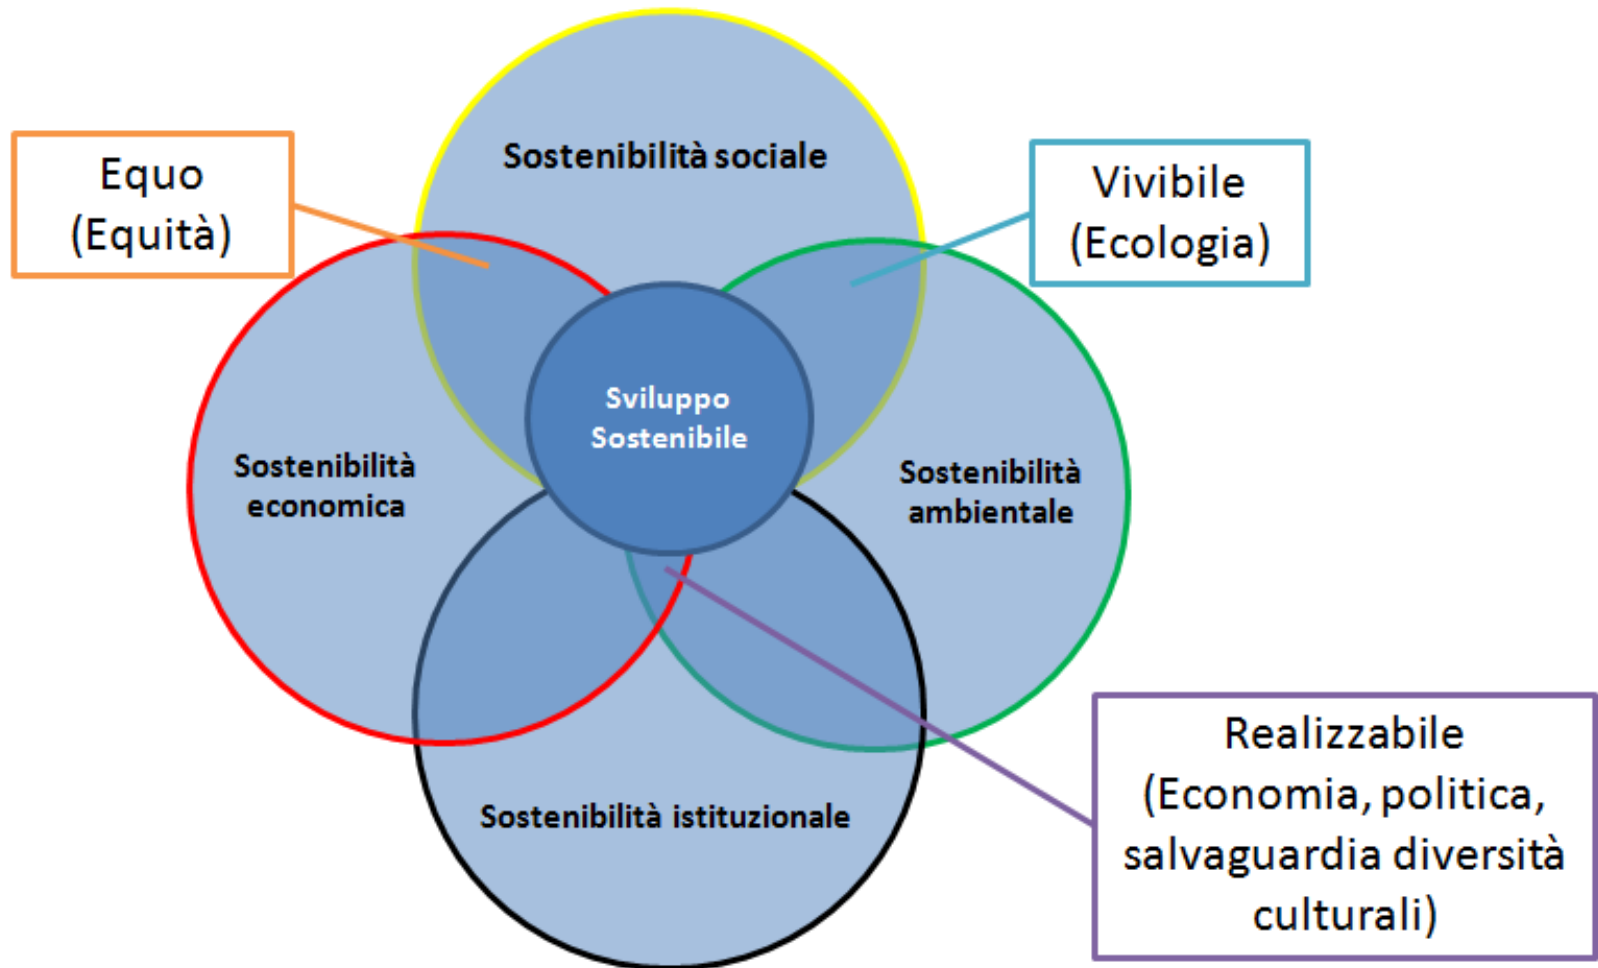 Sostenibilità sociale
Equo
(Equità)
Vivibile
(Ecologia)
Sviluppo
Sostenibile
Sostenibilità
economica
Sostenibilità
ambientale
Sostenibilità istituzionale
Realizzabile
(Economia, politica,
salvaguardia diversità
culturali)